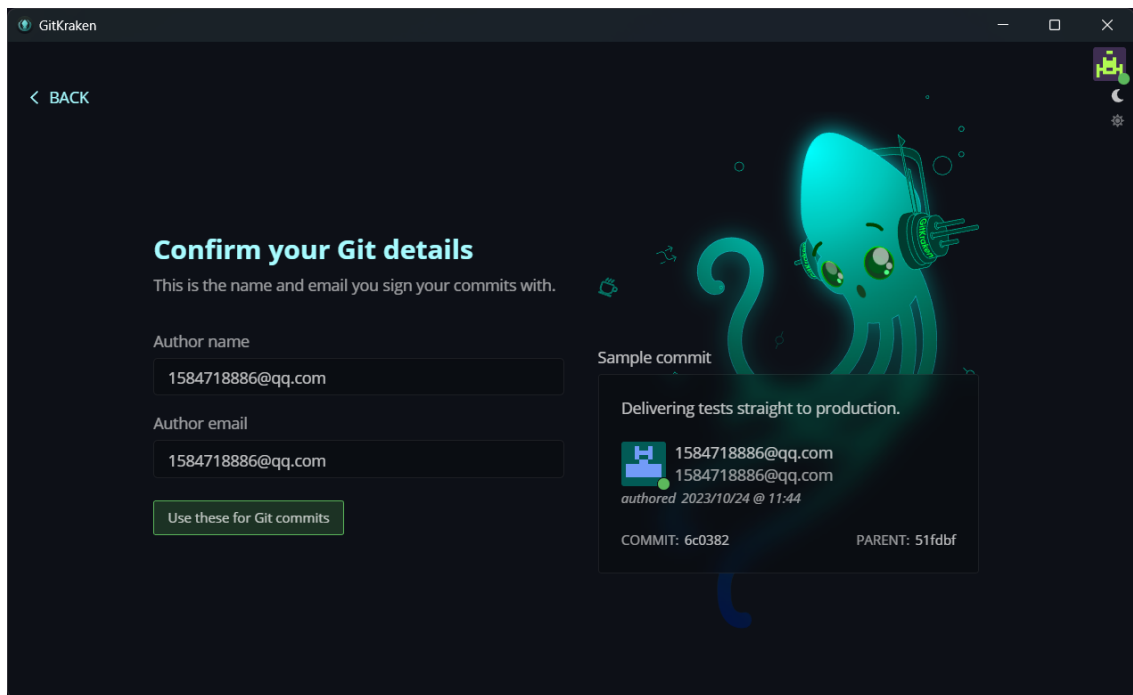 GitKraken
BACK
Confirm your Git details
This is the name and email you sign your commits with.
Author name
1584718886@qq.com
Author email
1584718886@qq.com
Use these for Git commits
Sample commit
Delivering tests straight to production.
1584718886@qq.com
1584718886@qq.com
authored 2023/10/24 @ 11:44
COMMIT: 6c0382 PARENT: 51fdbf
GitKraken